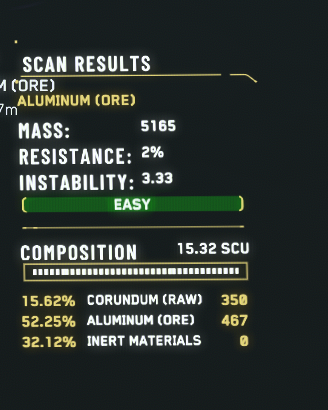 SCAN RESULTS
M (ORE)
7m
ALUMINUM (ORE)
MASS: 5165
RESISTANCE: 2%
INSTABILITY: 3.33
EASY
COMPOSITION 15.32 SCU
15.62% CORUNDUM (RAW) 350
52.25% ALUMINUM (ORE) 467
32.12% INERT MATERIALS 0